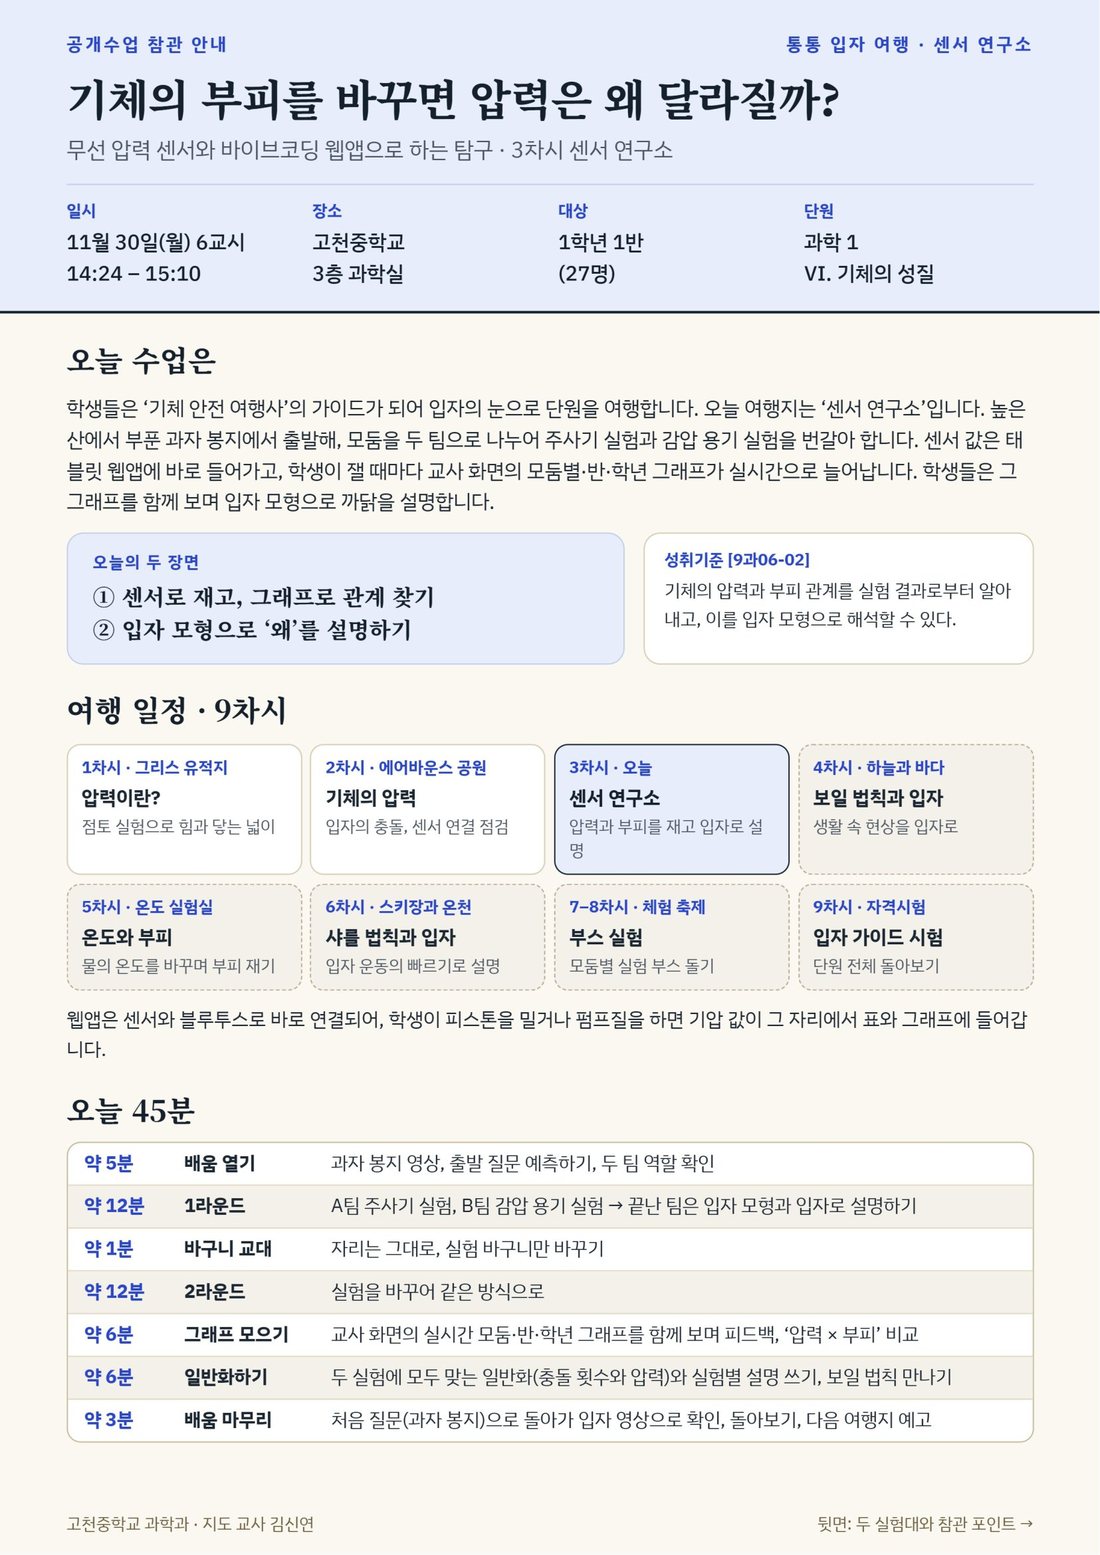 공개수업 참관 안내
통통 입자 여행 · 센서 연구소
기체의 부피를 바꾸면 압력은 왜 달라질까?
무선 압력 센서와 바이브코딩 웹앱으로 하는 탐구 · 3차시 센서 연구소
일시
11월 30일(월) 6교시
14:24 – 15:10
장소
고천중학교
3층 과학실
대상
1학년 1반
(27명)
단원
과학 1
VI. 기체의 성질
오늘 수업은
학생들은 ‘기체 안전 여행사’의 가이드가 되어 입자의 눈으로 단원을 여행합니다. 오늘 여행지는 ‘센서 연구소’입니다. 높은
산에서 부푼 과자 봉지에서 출발해, 모둠을 두 팀으로 나누어 주사기 실험과 감압 용기 실험을 번갈아 합니다. 센서 값은 태
블릿 웹앱에 바로 들어가고, 학생이 잴 때마다 교사 화면의 모둠별·반·학년 그래프가 실시간으로 늘어납니다. 학생들은 그
그래프를 함께 보며 입자 모형으로 까닭을 설명합니다.
오늘의 두 장면
① 센서로 재고, 그래프로 관계 찾기
② 입자 모형으로 ‘왜’를 설명하기
성취기준 [9과06-02]
기체의 압력과 부피 관계를 실험 결과로부터 알아
내고, 이를 입자 모형으로 해석할 수 있다.
여행 일정 · 9차시
1차시 · 그리스 유적지
압력이란?
점토 실험으로 힘과 닿는 넓이
2차시 · 에어바운스 공원
기체의 압력
입자의 충돌, 센서 연결 점검
3차시 · 오늘
센서 연구소
압력과 부피를 재고 입자로 설
명
4차시 · 하늘과 바다
보일 법칙과 입자
생활 속 현상을 입자로
5차시 · 온도 실험실
온도와 부피
물의 온도를 바꾸며 부피 재기
6차시 · 스키장과 온천
샤를 법칙과 입자
입자 운동의 빠르기로 설명
7–8차시 · 체험 축제
부스 실험
모둠별 실험 부스 돌기
9차시 · 자격시험
입자 가이드 시험
단원 전체 돌아보기
웹앱은 센서와 블루투스로 바로 연결되어, 학생이 피스톤을 밀거나 펌프질을 하면 기압 값이 그 자리에서 표와 그래프에 들어갑
니다.
오늘 45분
약 5분 배움 열기 과자 봉지 영상, 출발 질문 예측하기, 두 팀 역할 확인
약 12분 1라운드 A팀 주사기 실험, B팀 감압 용기 실험 → 끝난 팀은 입자 모형과 입자로 설명하기
약 1분 바구니 교대 자리는 그대로, 실험 바구니만 바꾸기
약 12분 2라운드 실험을 바꾸어 같은 방식으로
약 6분 그래프 모으기 교사 화면의 실시간 모둠·반·학년 그래프를 함께 보며 피드백, ‘압력 × 부피’ 비교
약 6분 일반화하기 두 실험에 모두 맞는 일반화(충돌 횟수와 압력)와 실험별 설명 쓰기, 보일 법칙 만나기
약 3분 배움 마무리 처음 질문(과자 봉지)으로 돌아가 입자 영상으로 확인, 돌아보기, 다음 여행지 예고
고천중학교 과학과 · 지도 교사 김신연
뒷면: 두 실험대와 참관 포인트 →